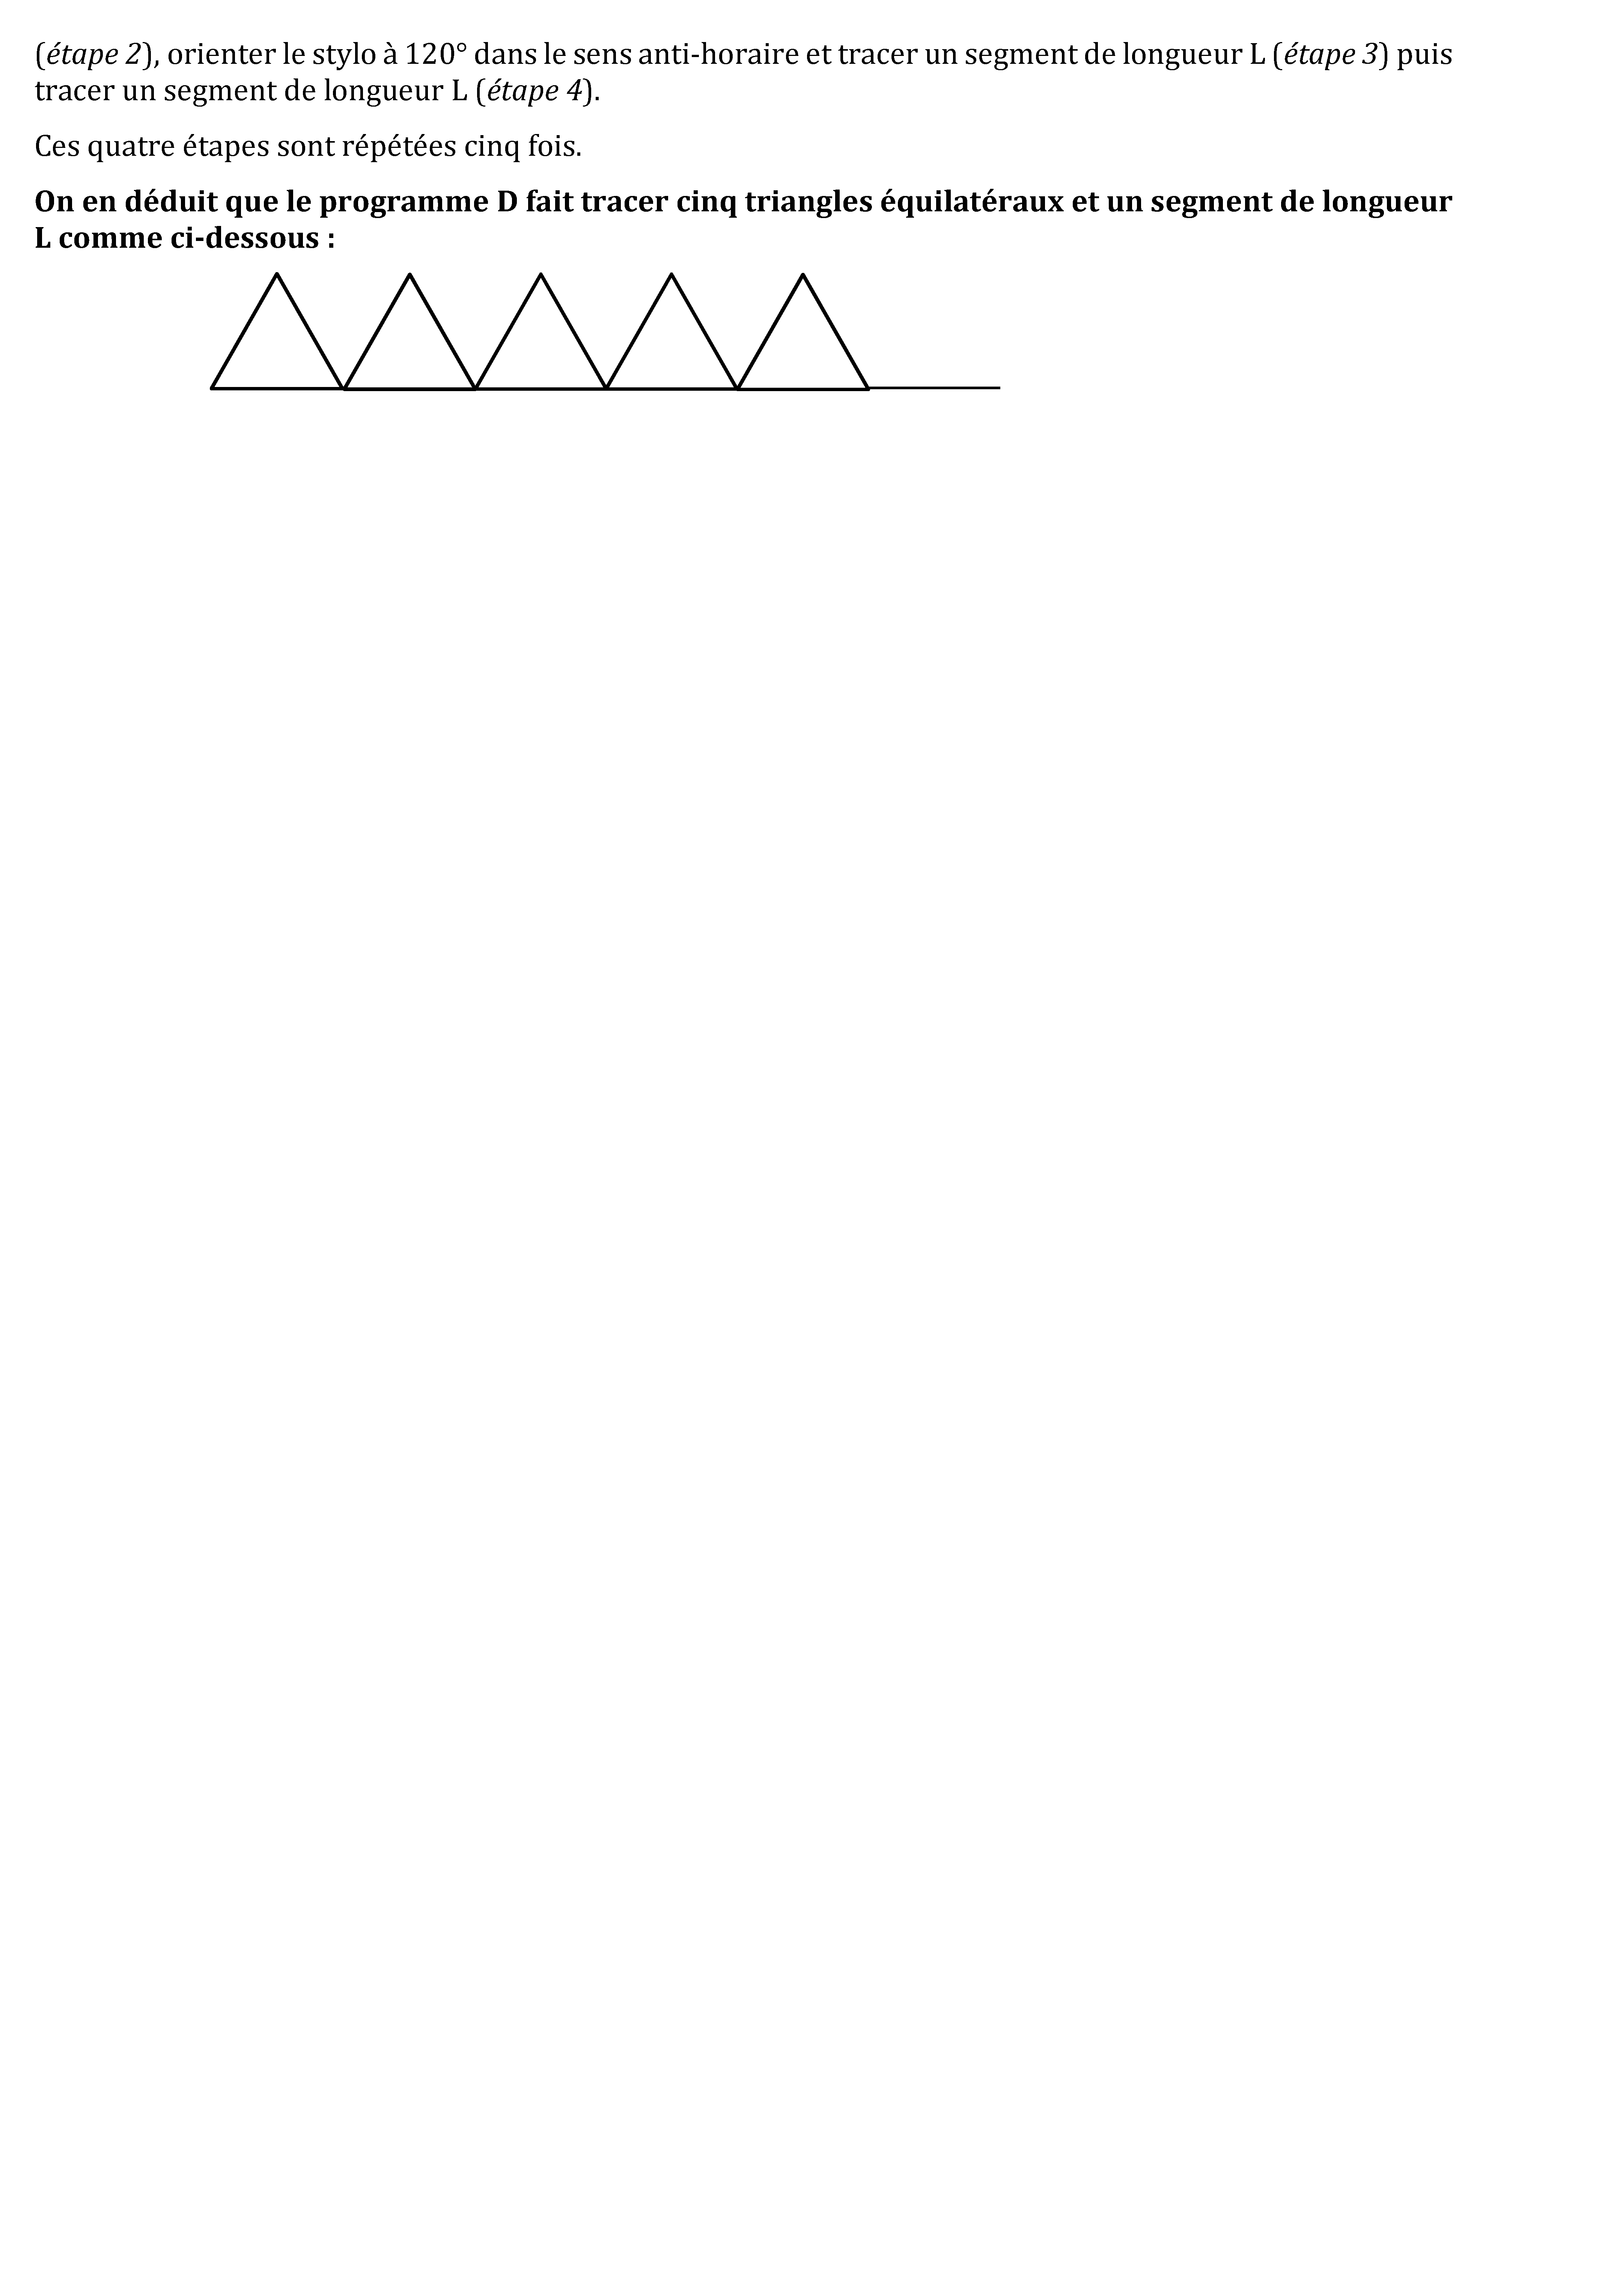 (étape 2), orienter le stylo à 120° dans le sens anti-horaire et tracer un segment de longueur L (étape 3) puis
tracer un segment de longueur L (étape 4).
Ces quatre étapes sont répétées cinq fois.
On en déduit que le programme D fait tracer cinq triangles équilatéraux et un segment de longueur
L comme ci-dessous :